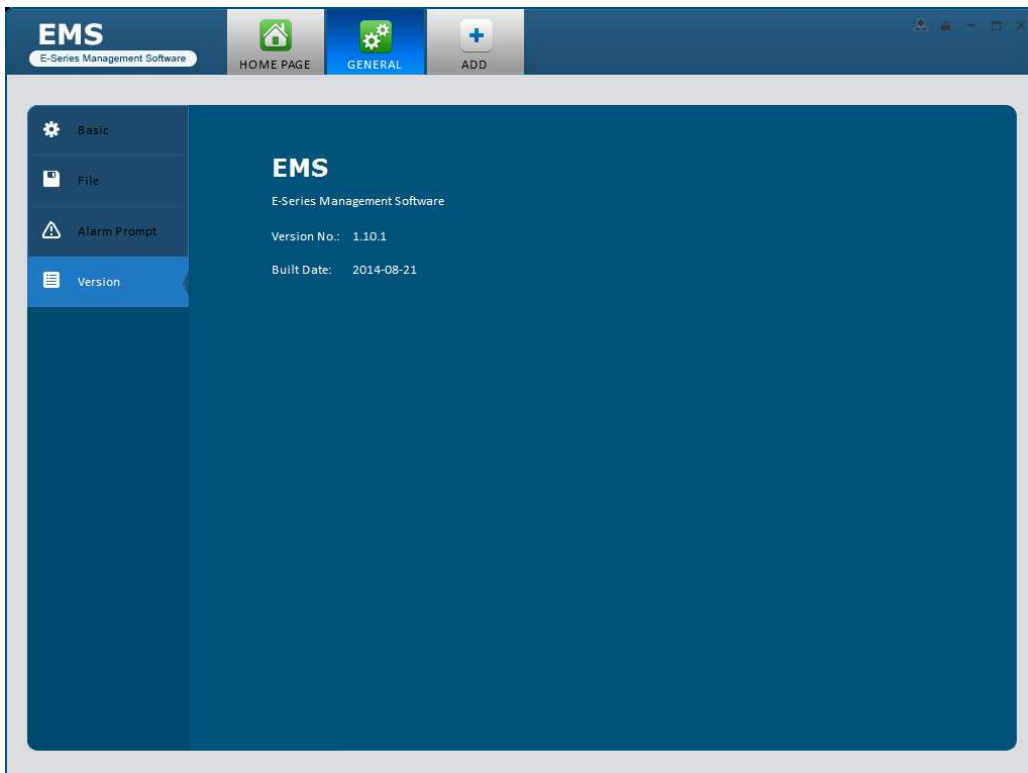 EMS
E-Series Management Software
HOME PAGE
GENERAL
ADD
Basic
File
Alarm Prompt
Version
EMS
E-Series Management Software
Version No.: 1.10.1
Built Date: 2014-08-21